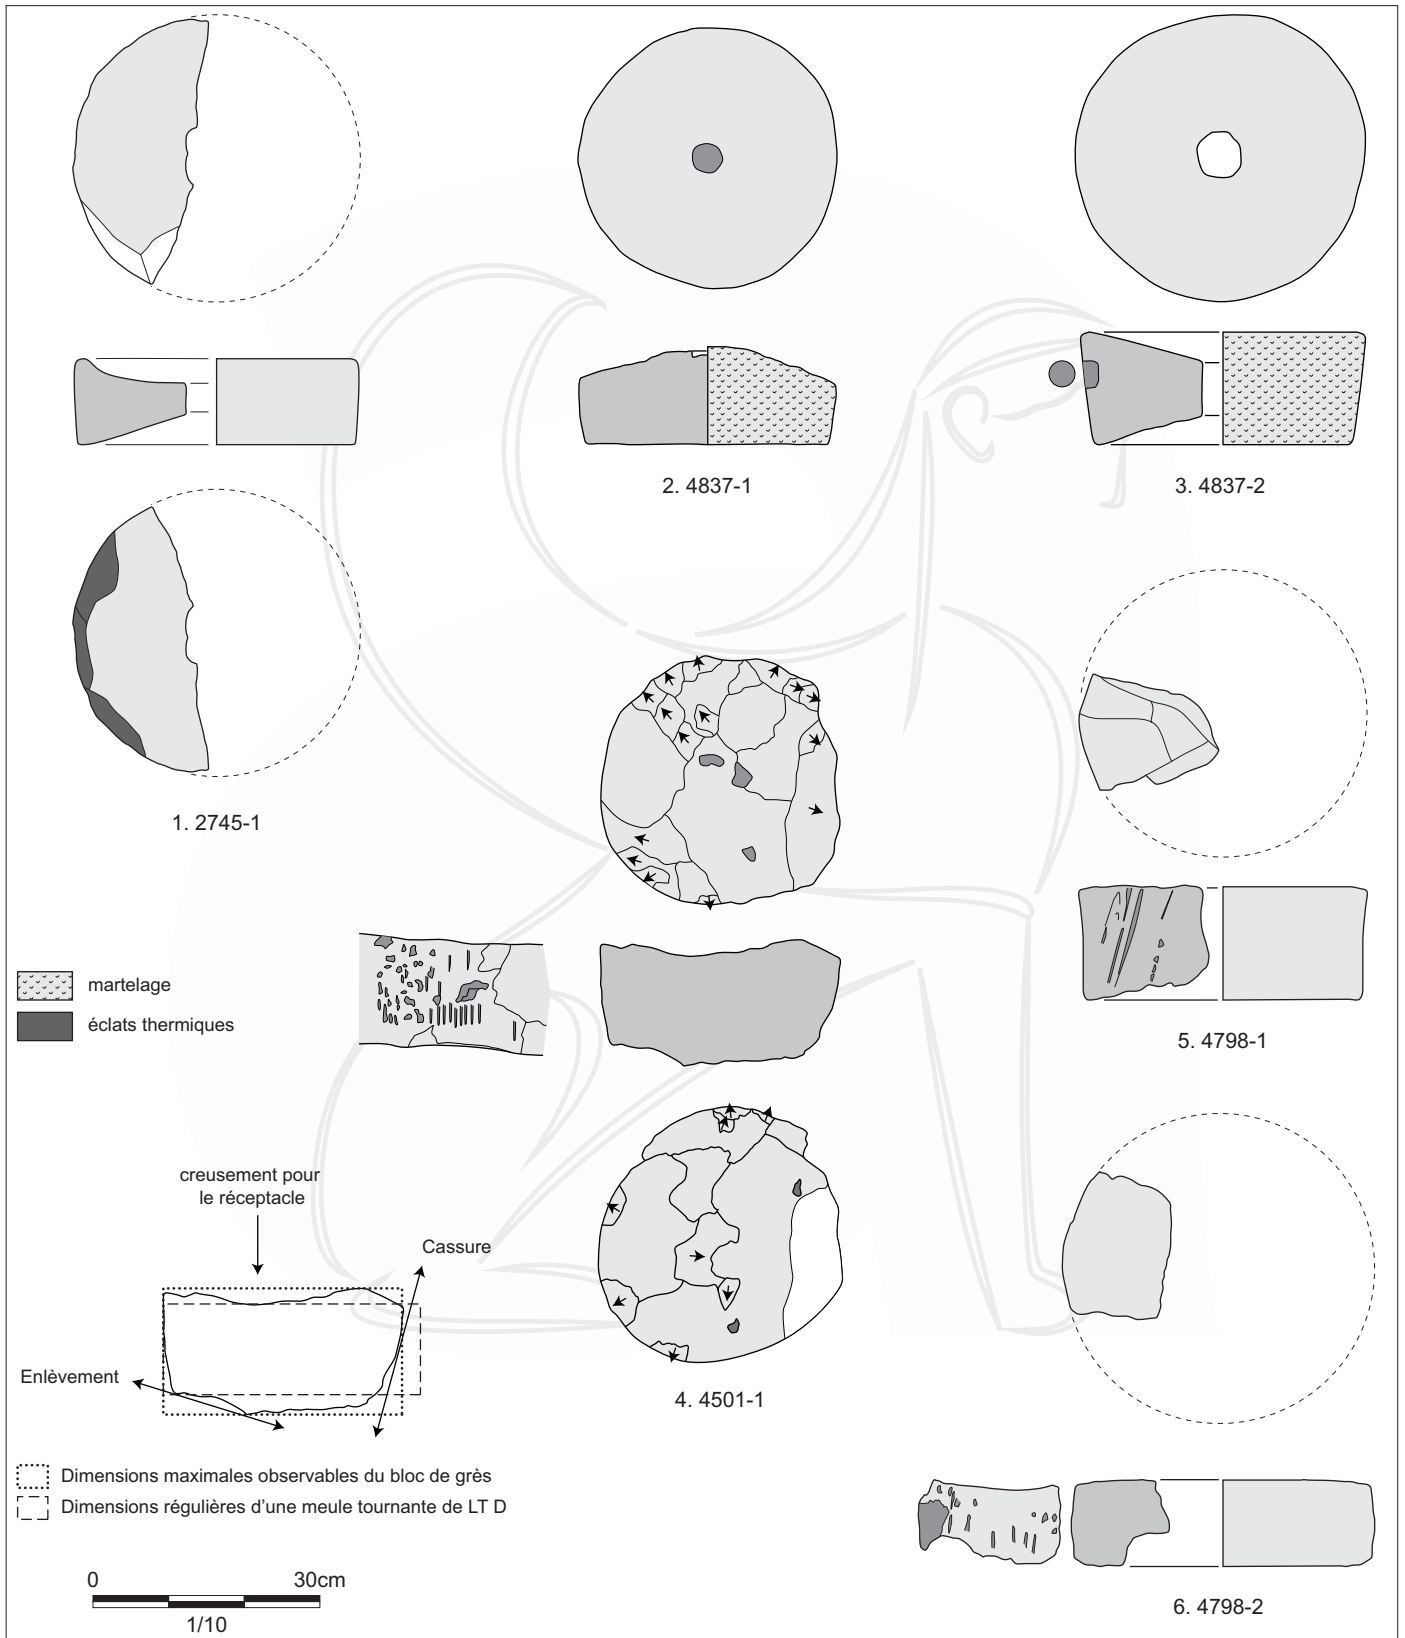 2. 4837-1
3. 4837-2
1. 2745-1
martelage
éclats thermiques
5. 4798-1
creusement pour
le réceptacle
Cassure
Enlèvement
4. 4501-1
Dimensions maximales observables du bloc de grès
Dimensions régulières d'une meule tournante de LT D
0 30cm
1/10
6. 4798-2